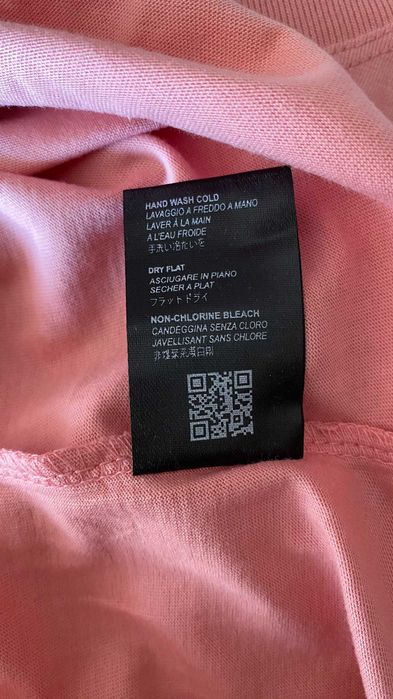 HAND WASH COLD
LAVAGGIO A FREDDO A MANO
LAVER À LA MAIN
A L'EAU FROIDE
手洗い冷たいを
DRY FLAT
ASCIUGARE IN PIANO
SECHER A PLAT
フラットドライ
NON-CHLORINE BLEACH
CANDEGGINA SENZA CLORO
JAVELLISANT SANS CHLORE